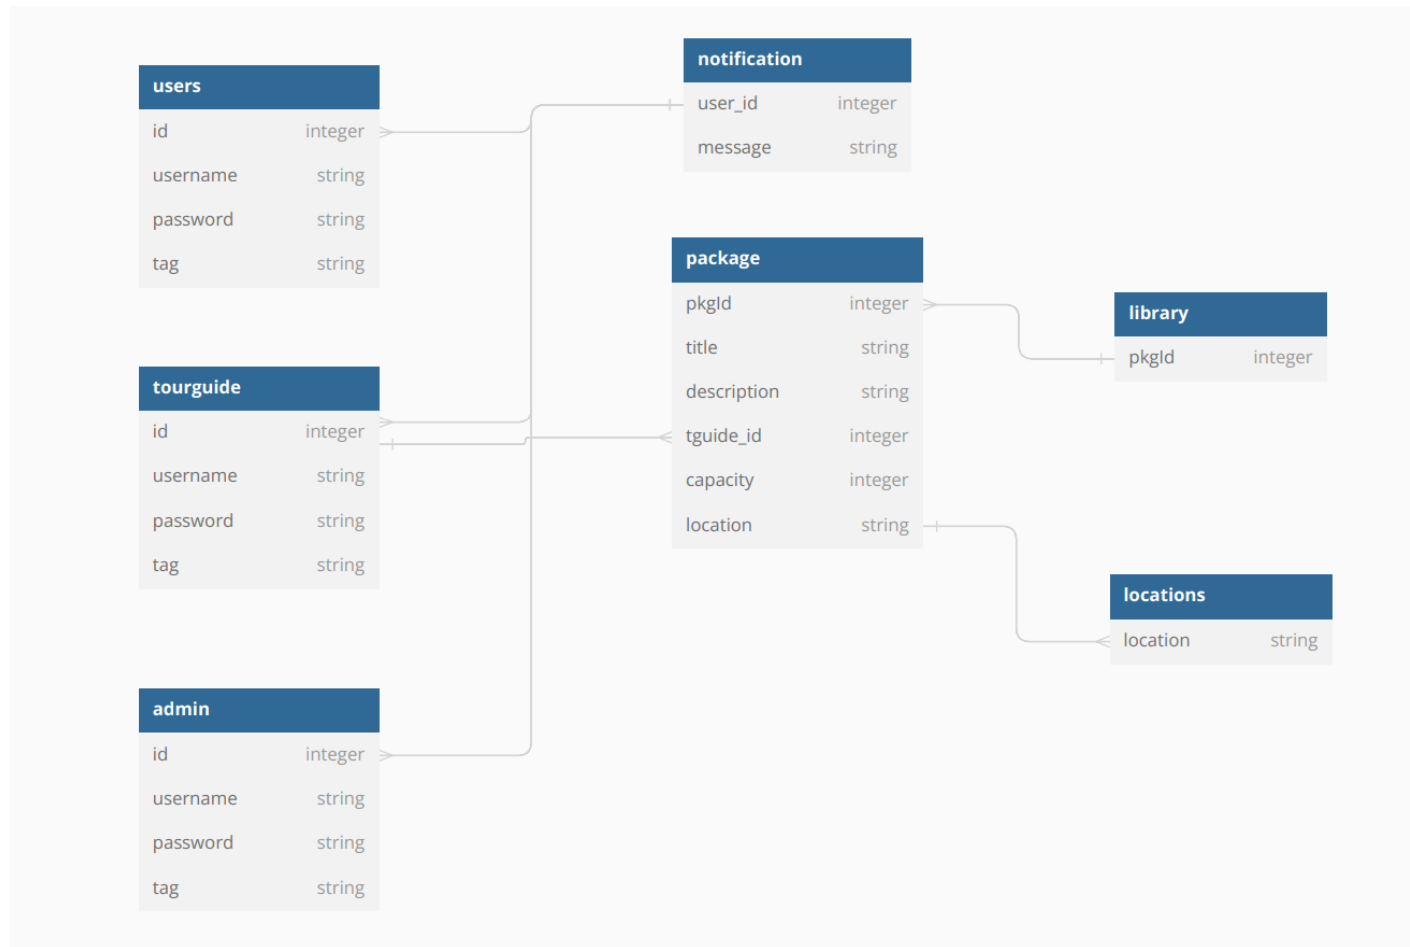 users
id integer
username string
password string
tag string
notification
user_id integer
message string
package
pkgId integer
title string
description string
tguide_id integer
capacity integer
location string
library
pkgId integer
tourguide
id integer
username string
password string
tag string
locations
location string
admin
id integer
username string
password string
tag string